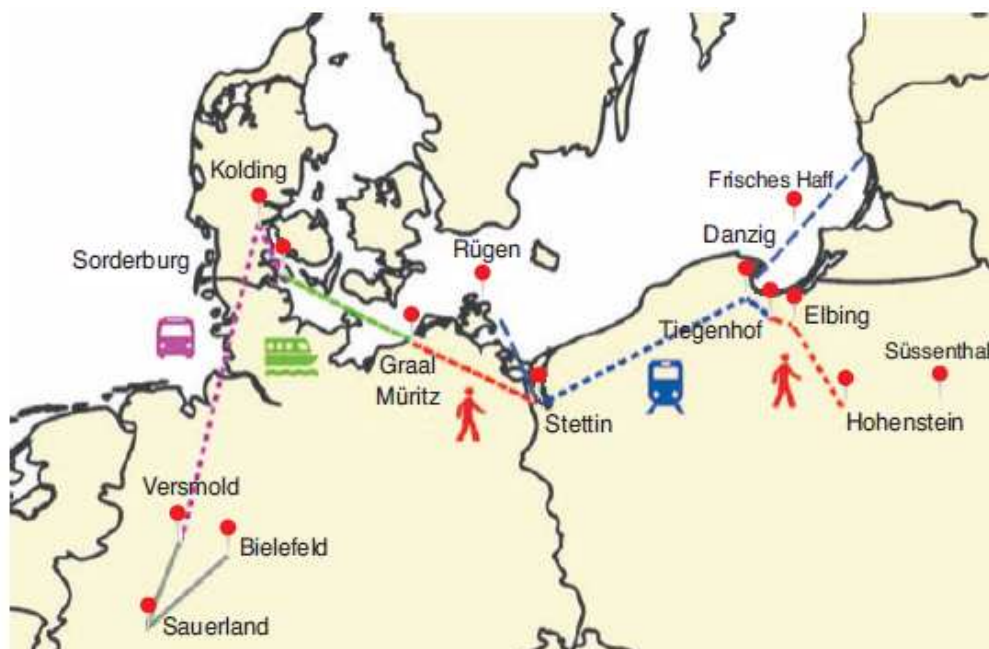 Kolding
Frisches Haff
Danzig
Sorderburg
Rügen
Tiegenhof
Elbing
Graal
Müritz
Süssenthal
Stettin
Hohenstein
Versmold
Bielefeld
Sauerland